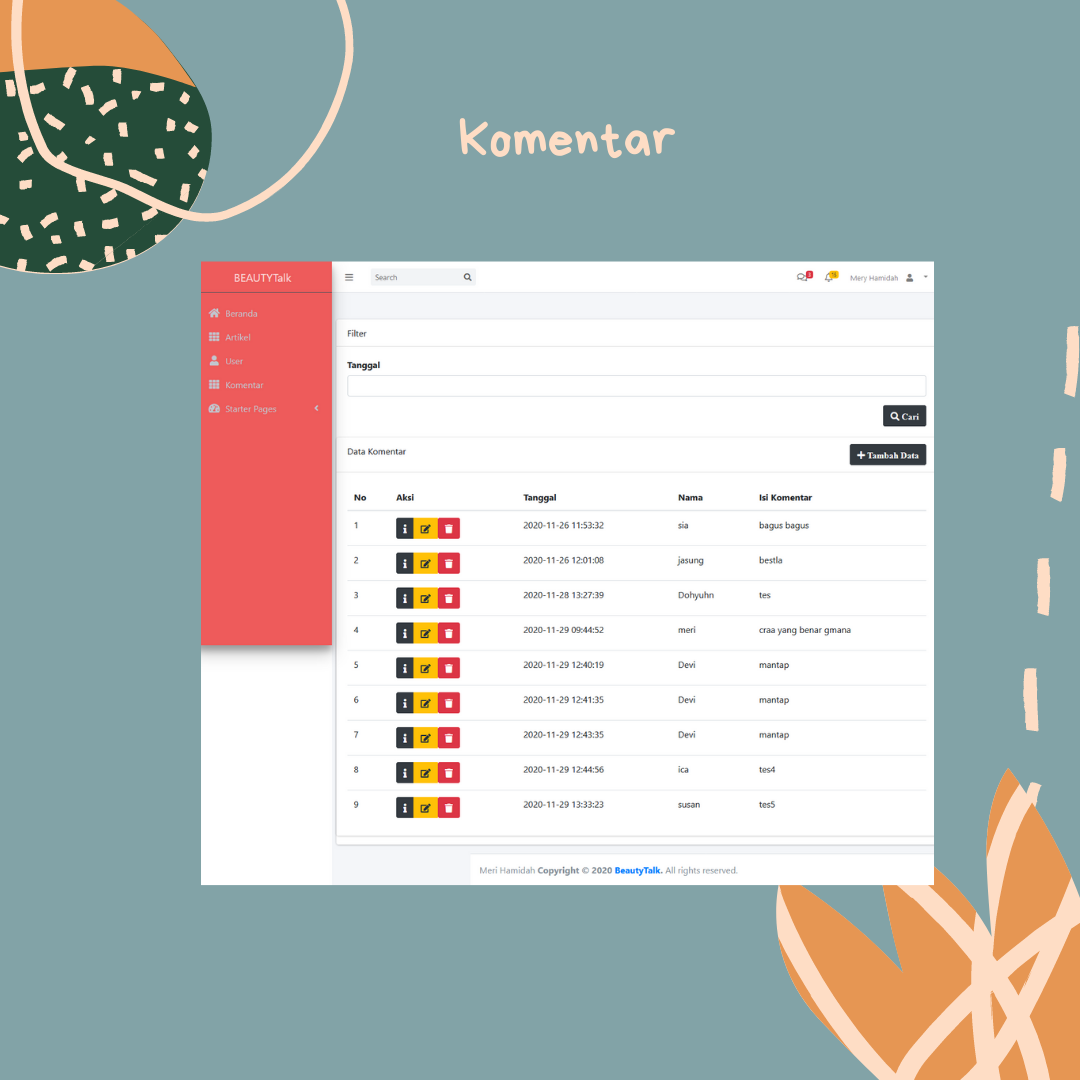 Komentar
BEAUTYTalk
Search
3
15
Mery Hamidah
Beranda
Artikel
User
Komentar
Starter Pages
Filter
Tanggal
Cari
Data Komentar
Tambah Data
No Aksi Tanggal Nama Isi Komentar
1 2020-11-26 11:53:32 sia bagus bagus
2 2020-11-26 12:01:08 jasung bestla
3 2020-11-28 13:27:39 Dohyuhn tes
4 2020-11-29 09:44:52 meri craa yang benar gmana
5 2020-11-29 12:40:19 Devi mantap
6 2020-11-29 12:41:35 Devi mantap
7 2020-11-29 12:43:35 Devi mantap
8 2020-11-29 12:44:56 ica tes4
9 2020-11-29 13:33:23 susan tes5
Meri Hamidah Copyright © 2020 BeautyTalk. All rights reserved.